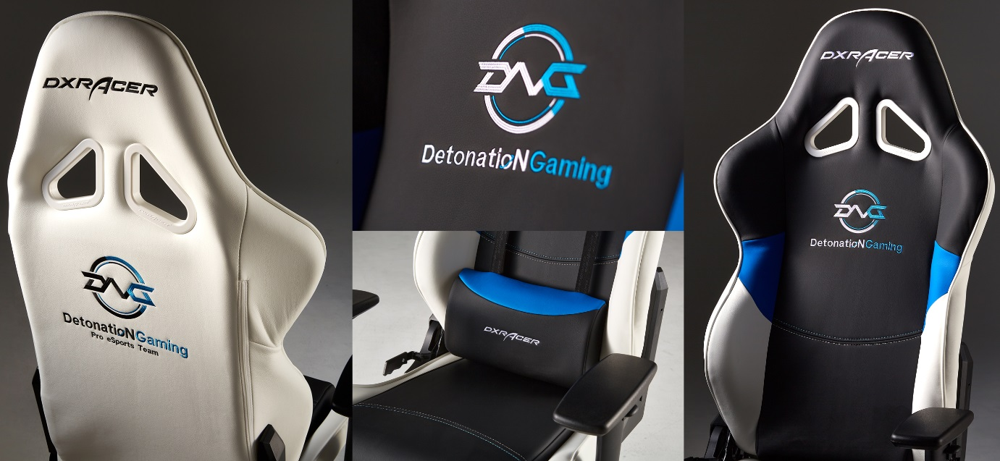 DXRACER
DNG
DetonatioNGaming
Pro eSports Team
DNG
DetonatioNGaming
DXRACER
DXRACER
DNG
DetonatioNGaming